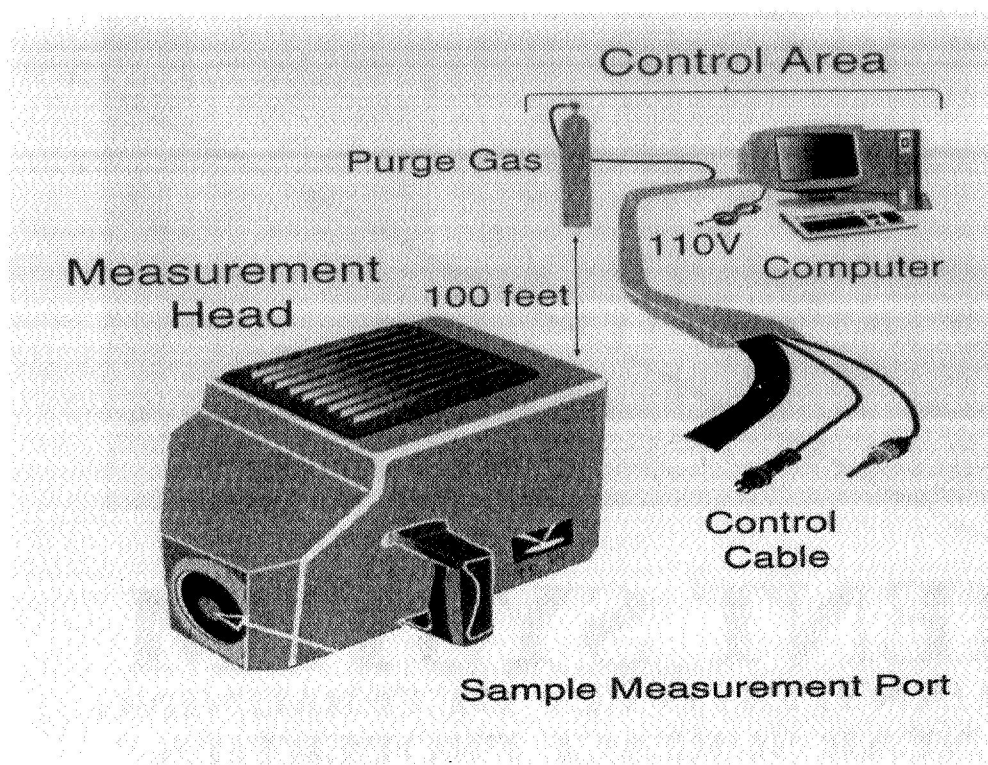 Control Area
Purge Gas
110V
Computer
Measurement
Head
100 feet
Control
Cable
Sample Measurement Port